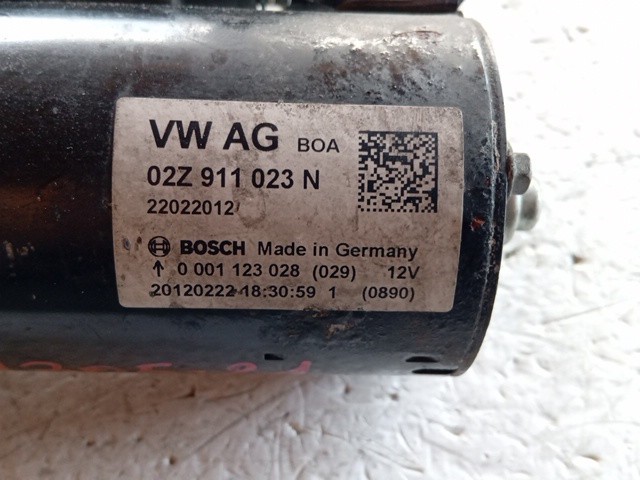 VW AG BOA
02Z 911 023 N
22022012
BOSCH Made in Germany
↑ 0 001 123 028 (029) 12V
20120222 18:30:59 1 (0890)